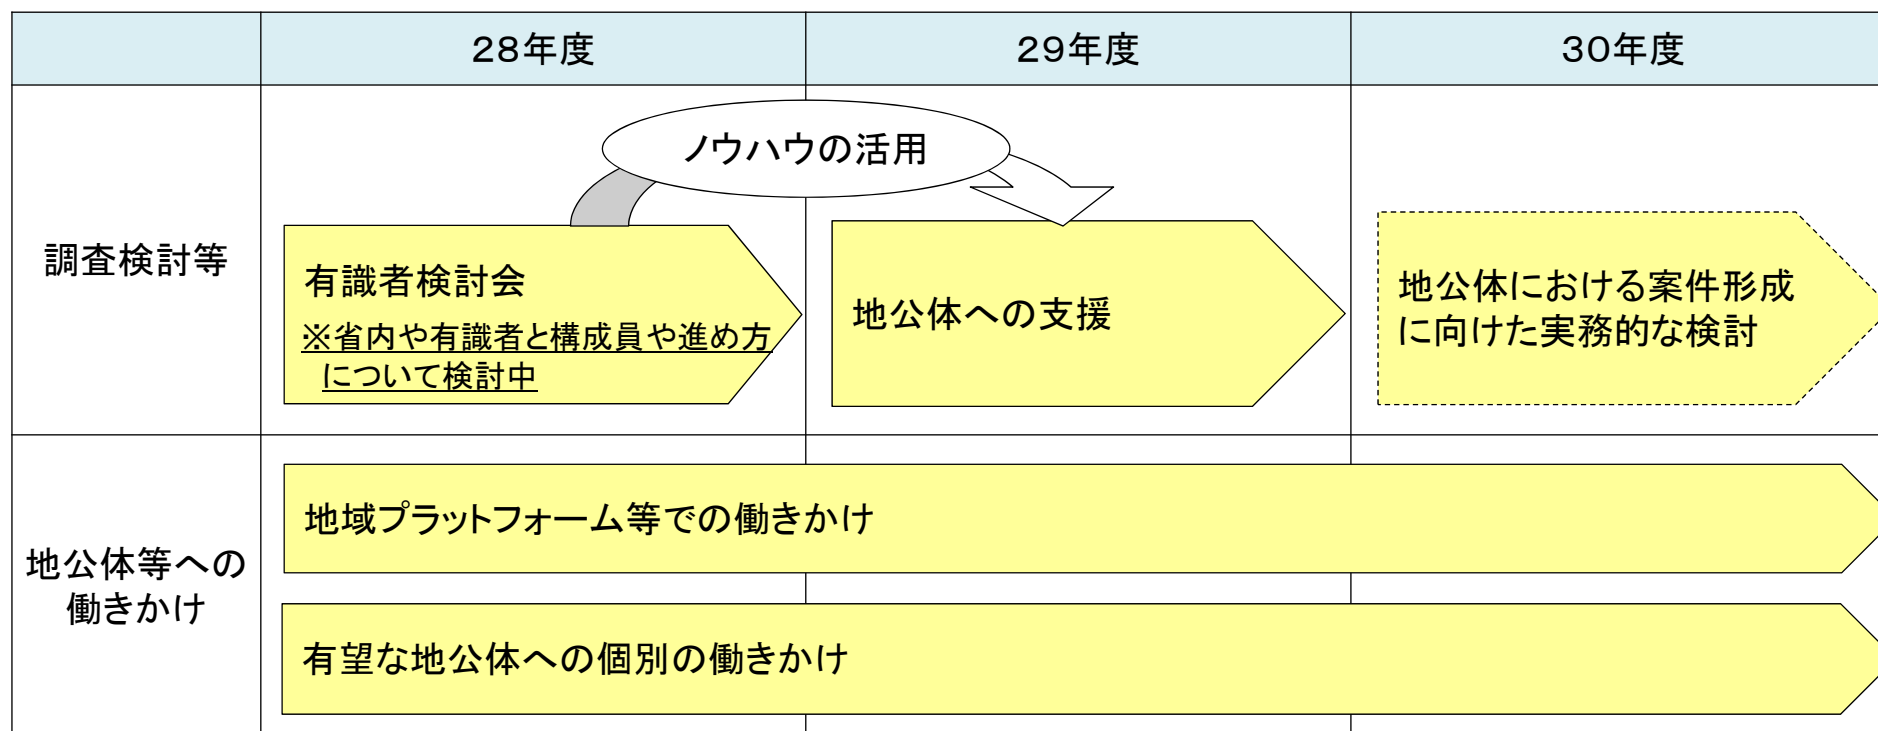 28年度
29年度
30年度
調査検討等
ノウハウの活用
有識者検討会
※省内や有識者と構成員や進め方
について検討中
地公体への支援
地公体における案件形成
に向けた実務的な検討
地公体等への
働きかけ
地域プラットフォーム等での働きかけ
有望な地公体への個別の働きかけ